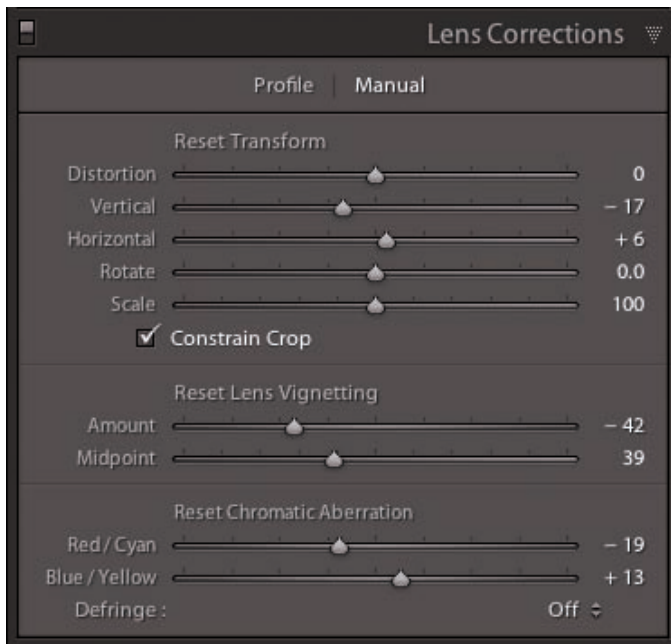 Lens Corrections
Profile | Manual
Reset Transform
Distortion 0
Vertical – 17
Horizontal + 6
Rotate 0.0
Scale 100
Constrain Crop
Reset Lens Vignetting
Amount – 42
Midpoint 39
Reset Chromatic Aberration
Red / Cyan – 19
Blue / Yellow + 13
Defringe : Off